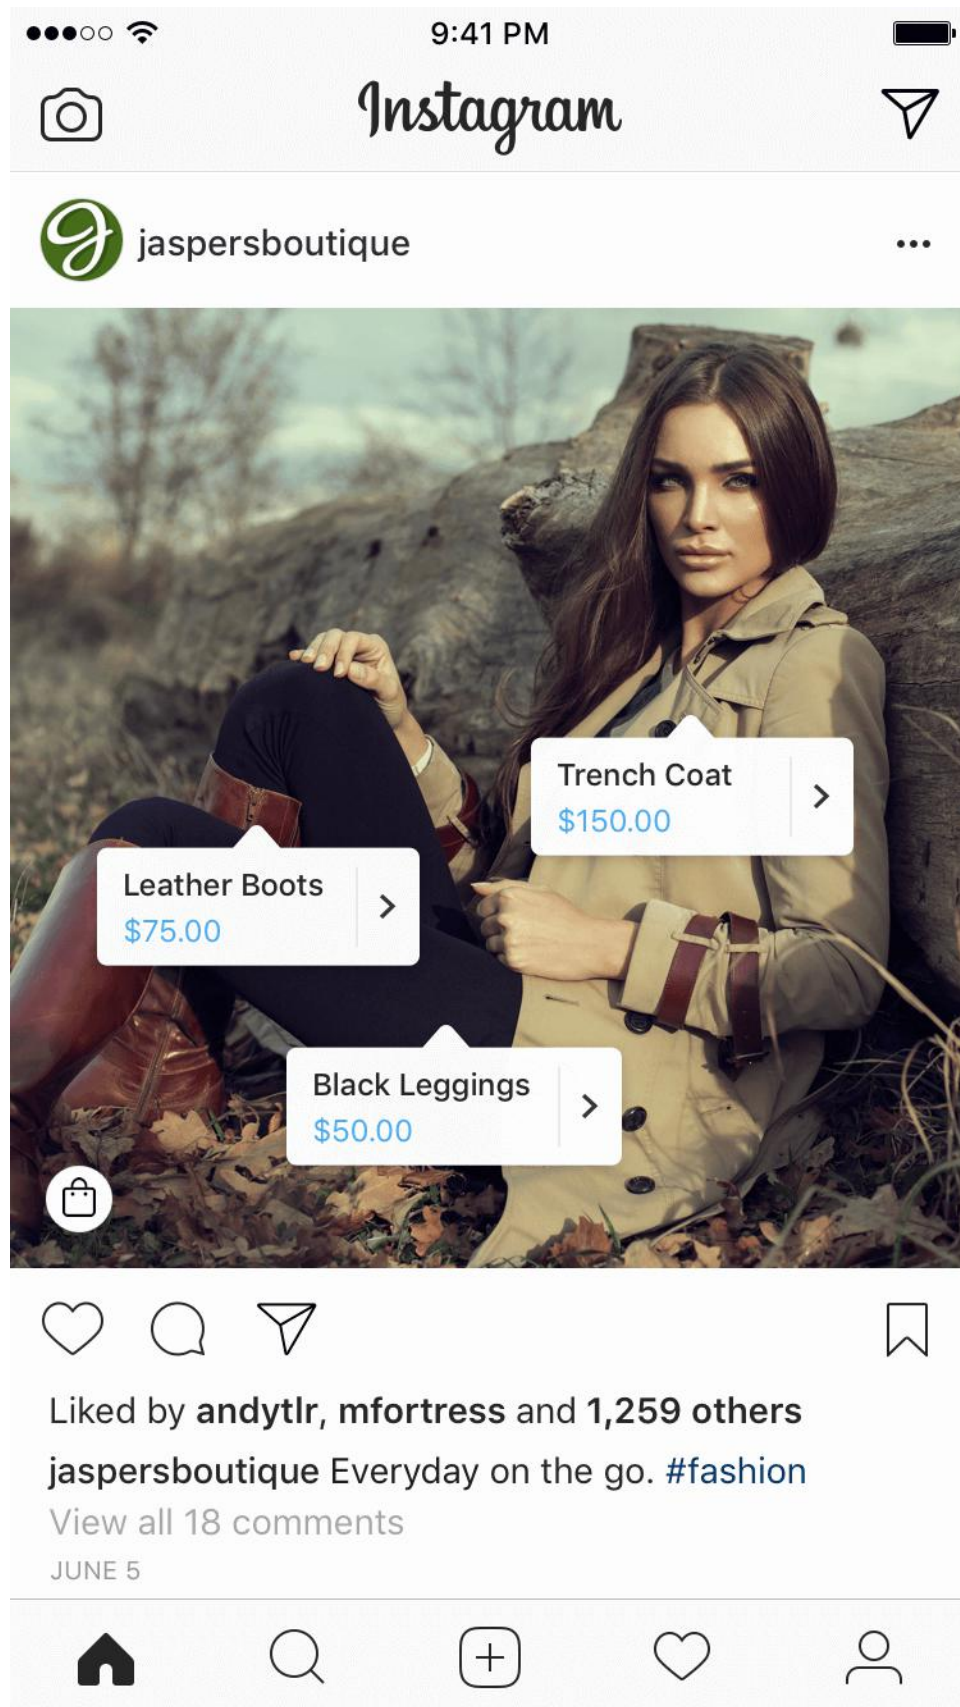 9:41 PM
Instagram
jaspersboutique
Trench Coat
$150.00
Leather Boots
$75.00
Black Leggings
$50.00
Liked by andytlr, mfortress and 1,259 others
jaspersboutique Everyday on the go. #fashion
View all 18 comments
JUNE 5